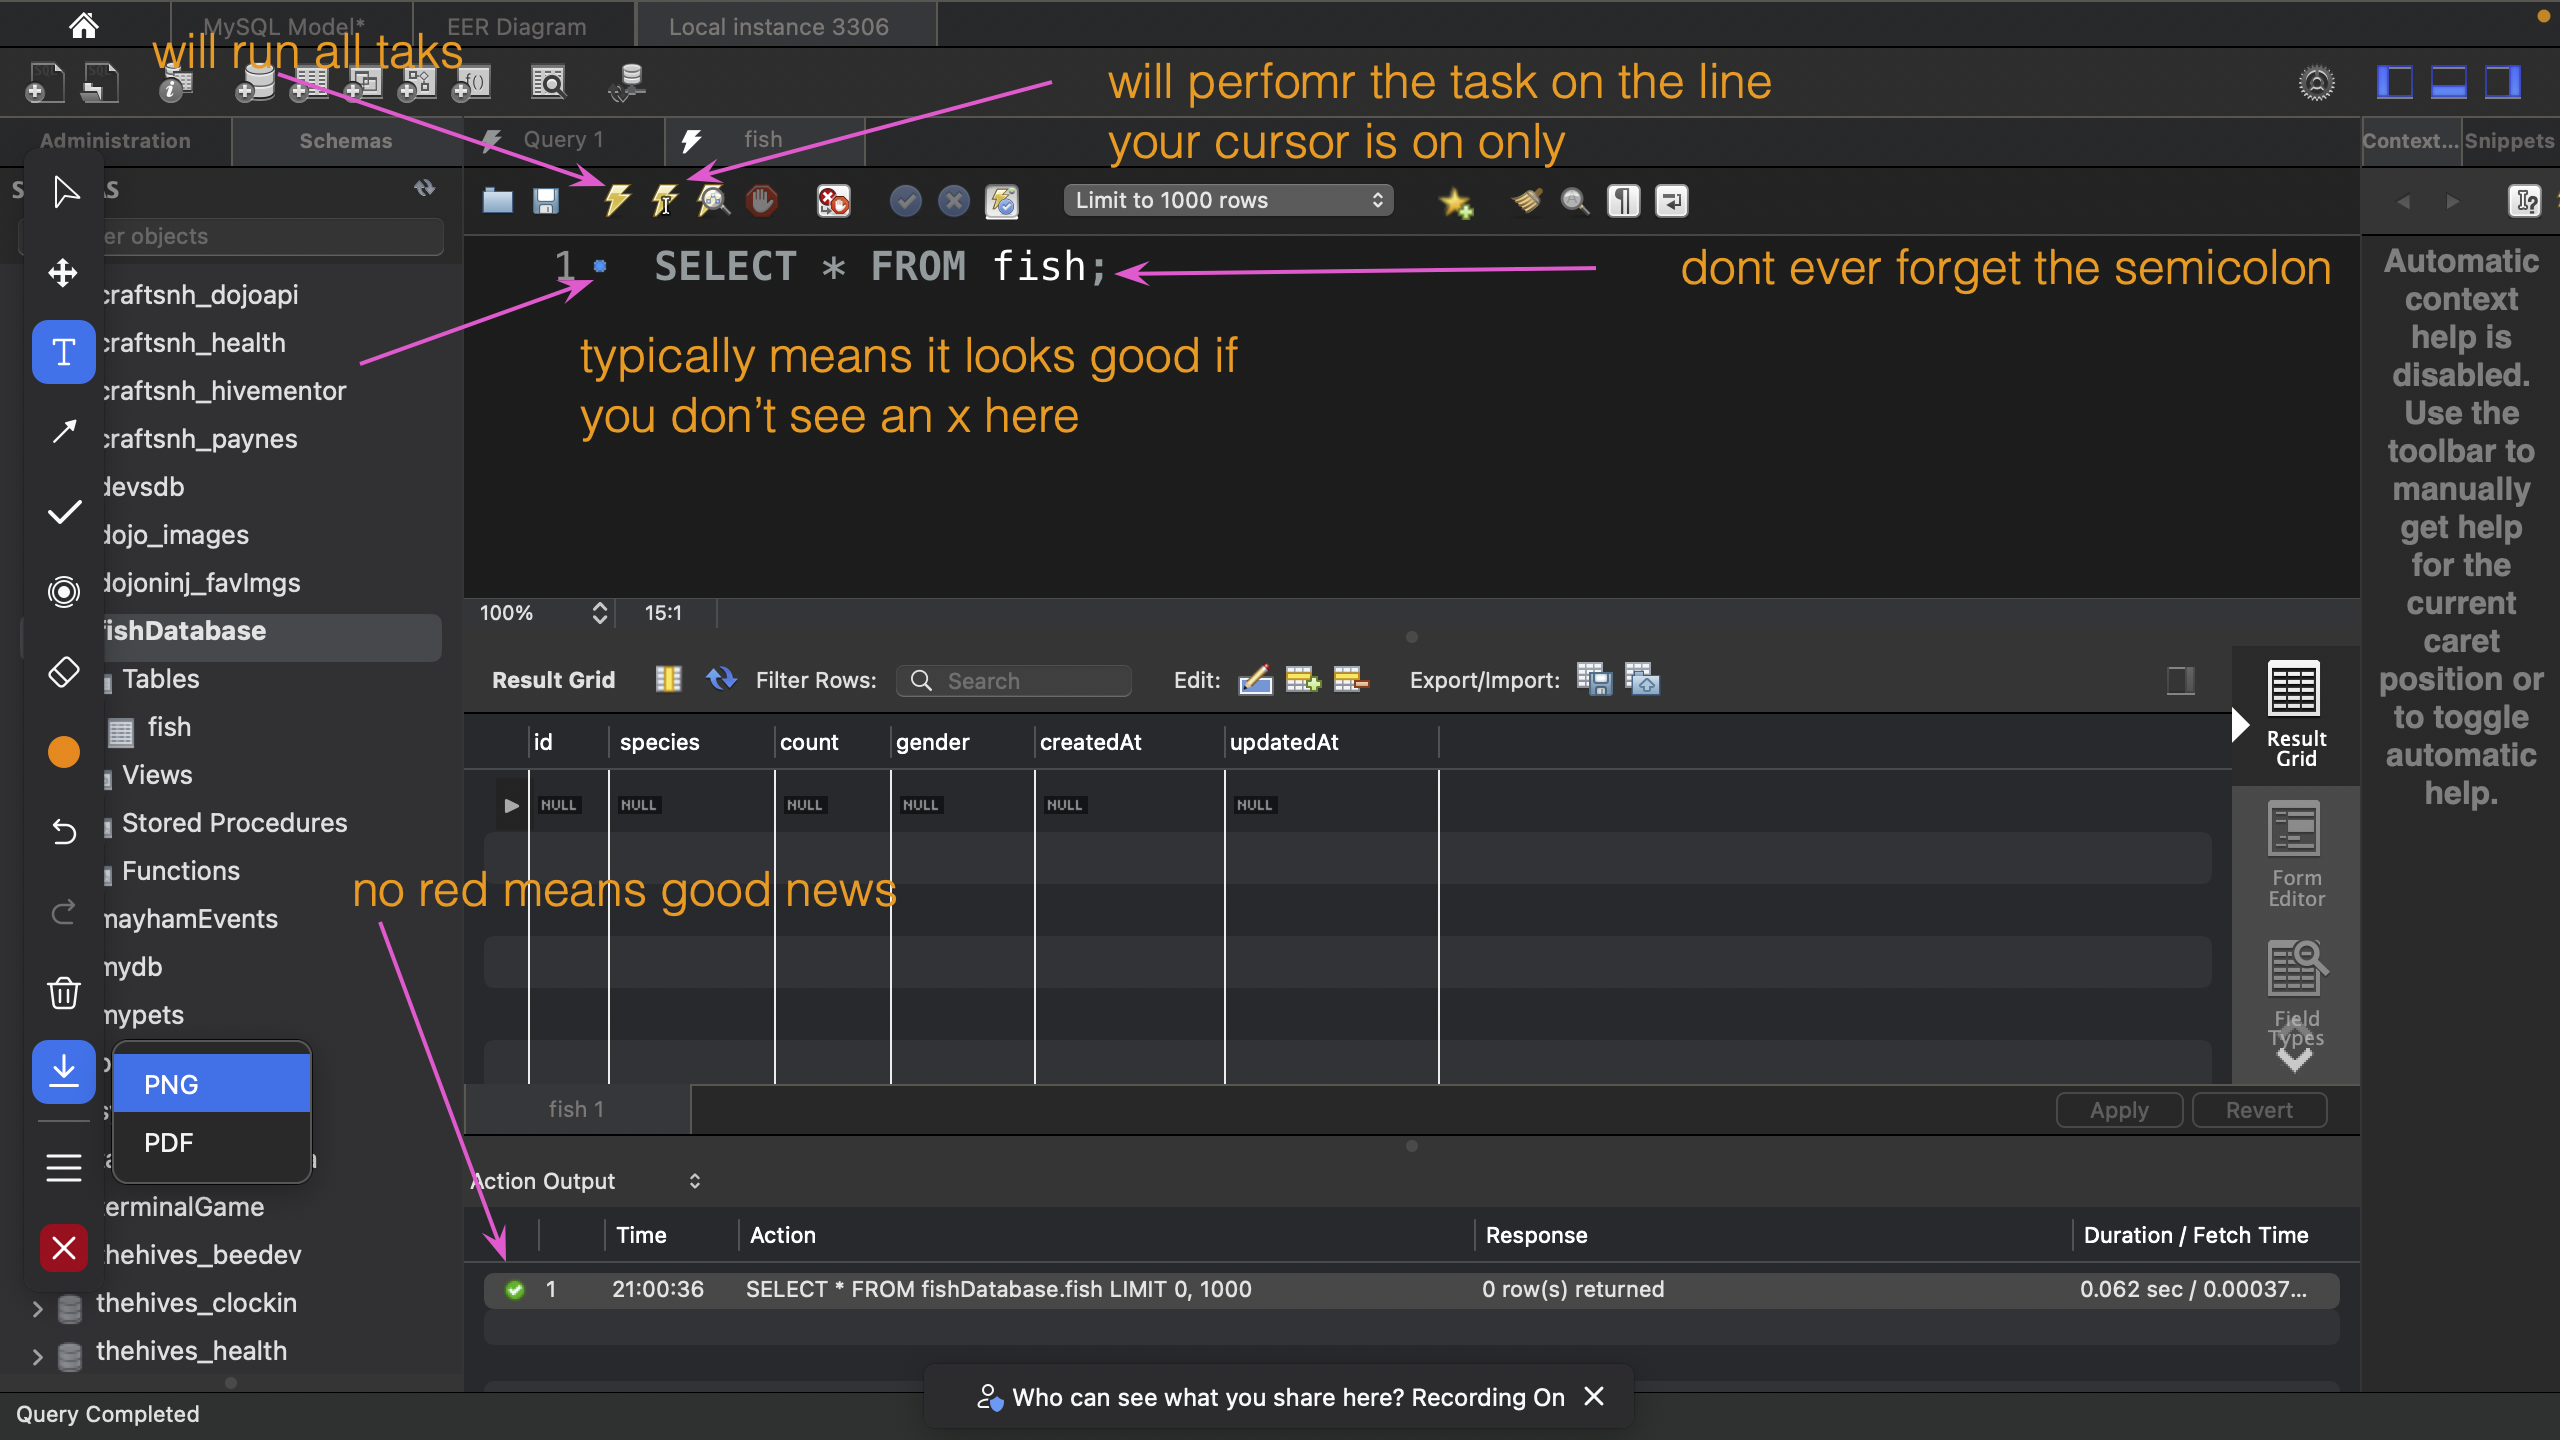 MySQL Model*
EER Diagram
Local instance 3306
will run all taks
will perfomr the task on the line
your cursor is on only
Administration
Schemas
Query 1
fish
Context...
Snippets
Limit to 1000 rows
er objects
1 SELECT * FROM fish;
dont ever forget the semicolon
typically means it looks good if
you don't see an x here
Automatic
context
help is
disabled.
Use the
toolbar to
manually
get help
for the
current
caret
position or
to toggle
automatic
help.
craftsnh_dojoapi
craftsnh_health
craftsnh_hivementor
craftsnh_paynes
devsdb
dojo_images
dojoninj_favImgs
fishDatabase
Tables
fish
Views
Stored Procedures
Functions
mayhamEvents
mydb
mypets
PNG
PDF
terminalGame
thehives_beedev
thehives_clockin
thehives_health
100%
15:1
Result Grid
Filter Rows:
Search
Edit:
Export/Import:
id species count gender createdAt updatedAt
NULL NULL NULL NULL NULL NULL
no red means good news
Result
Grid
Form
Editor
Field
Types
fish 1
Apply
Revert
Action Output
Time Action Response Duration / Fetch Time
1 21:00:36 SELECT * FROM fishDatabase.fish LIMIT 0, 1000 0 row(s) returned 0.062 sec / 0.00037...
Who can see what you share here? Recording On
Query Completed